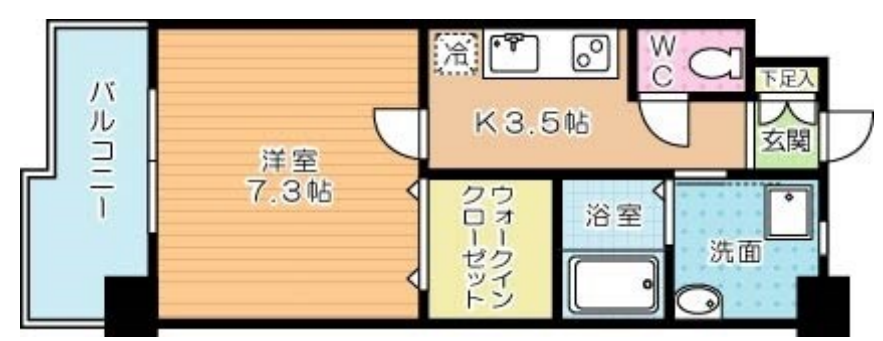 バルコニー
洋室
7.3帖
冷
K3.5帖
WC
下足入
玄関
ウォークイン
クローゼット
浴室
洗面